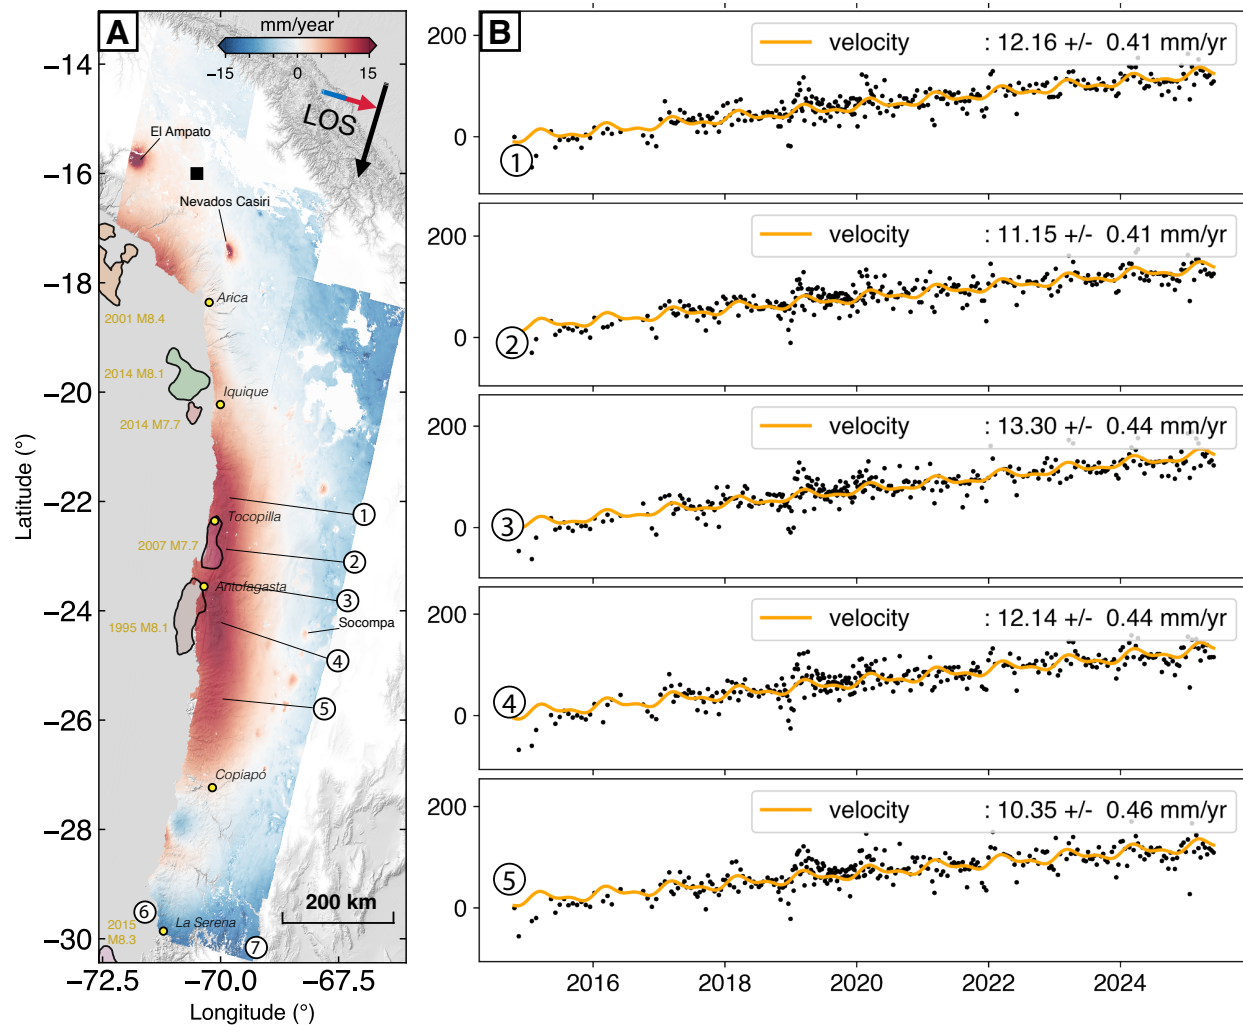 A
mm/year
−15
0
15
LOS
El Ampato
Nevados Casiri
2001 M8.4
Arica
2014 M8.1
Iquique
2014 M7.7
1
Tocopilla
2007 M7.7
2
Antofagasta
3
Socompa
1995 M8.1
4
5
Copiapó
6
La Serena
2015
M8.3
7
200 km
−14
−16
−18
−20
−22
−24
−26
−28
−30
Latitude (°)
−72.5
−70.0
−67.5
Longitude (°)
B
200
0
velocity : 12.16 +/- 0.41 mm/yr
1
200
0
velocity : 11.15 +/- 0.41 mm/yr
2
200
0
velocity : 13.30 +/- 0.44 mm/yr
3
200
0
velocity : 12.14 +/- 0.44 mm/yr
4
200
0
velocity : 10.35 +/- 0.46 mm/yr
5
2016
2018
2020
2022
2024